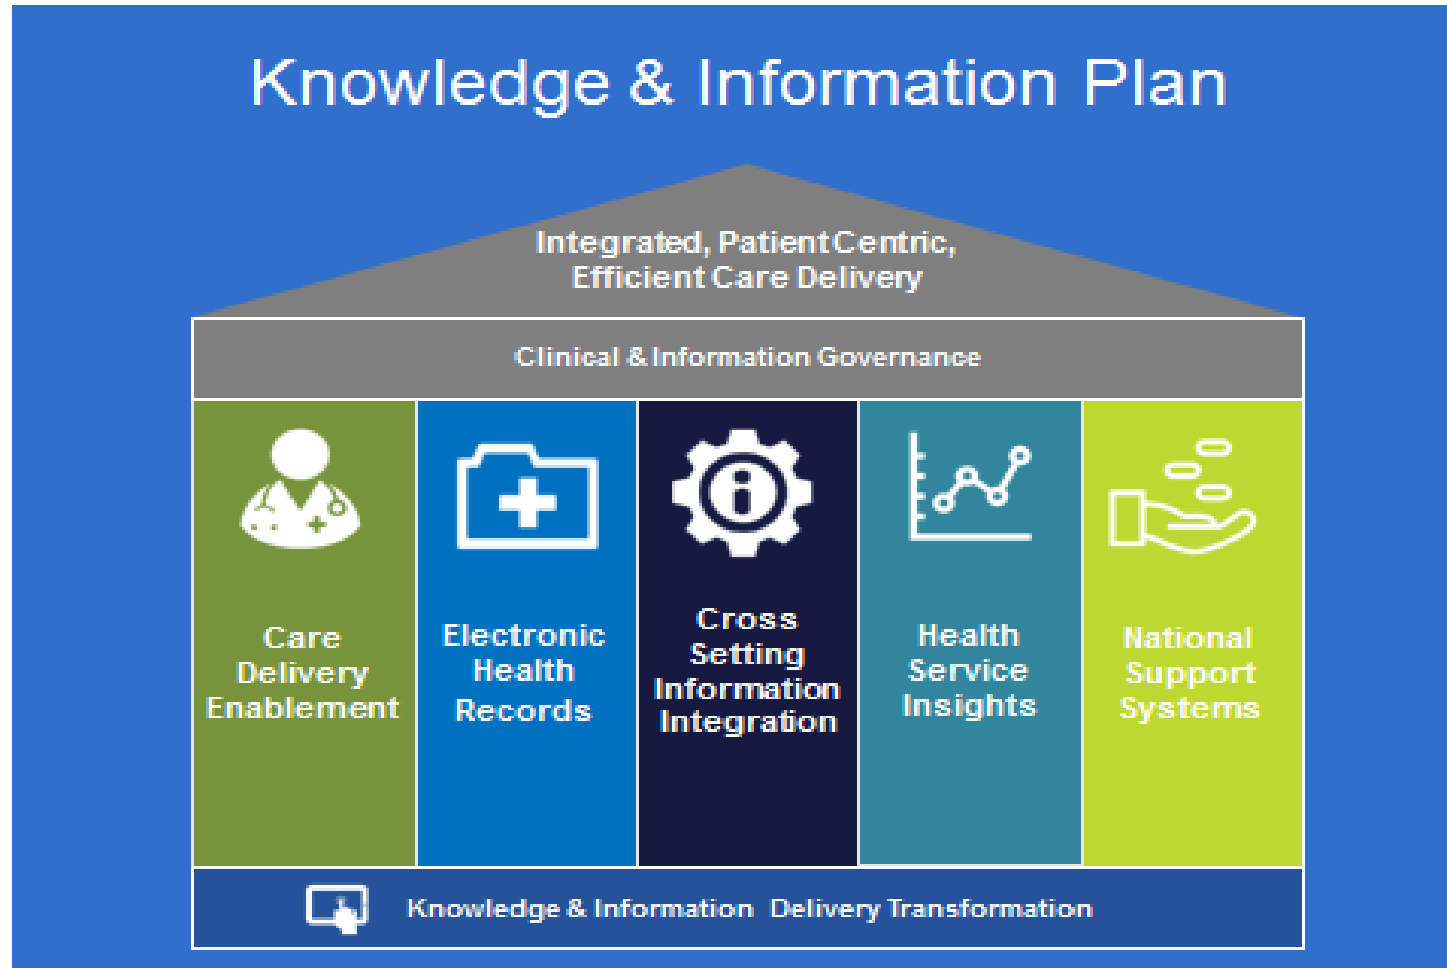 Knowledge & Information Plan
Integrated, Patient Centric,
Efficient Care Delivery
Clinical & Information Governance
Care
Delivery
Enablement
Electronic
Health
Records
Cross
Setting
Information
Integration
Health
Service
Insights
National
Support
Systems
Knowledge & Information Delivery Transformation